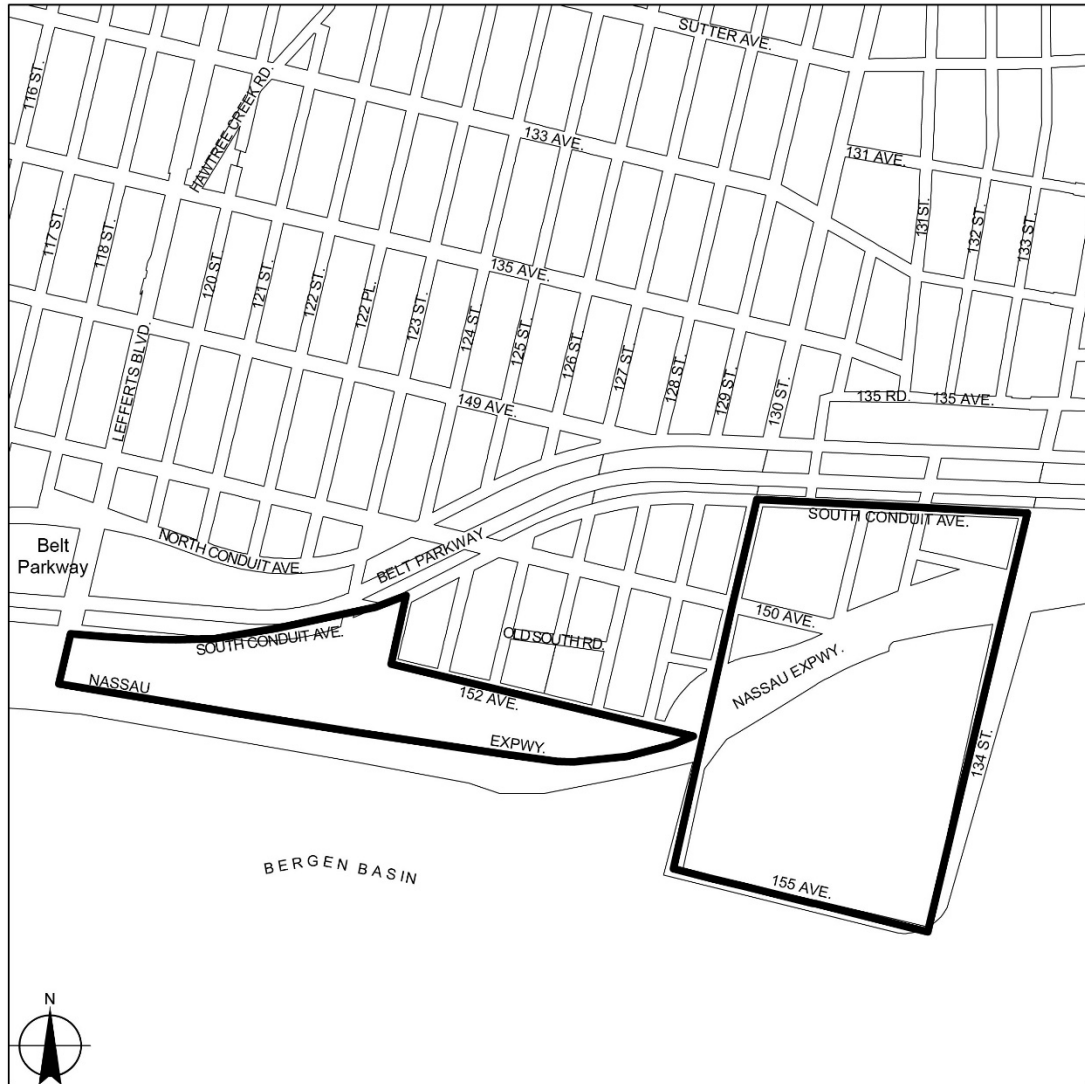 SUTTER AVE.
116 ST.
HAWTREE CREEK RD.
133 AVE.
131 AVE.
117 ST.
118 ST.
120 ST
121 ST.
122 ST.
122 PL.
123 ST.
124 ST.
125 ST.
126 ST.
127 ST.
128 ST.
129 ST.
130 ST.
131 ST.
132 ST.
133 ST.
135 AVE.
LEFFERTS BLVD.
149 AVE.
135 RD.
135 AVE.
NORTH CONDUIT AVE.
Belt
Parkway
BELT PARKWAY
SOUTH CONDUIT AVE.
SOUTH CONDUIT AVE.
OLD SOUTH RD.
150 AVE.
NASSAU
EXPWY.
152 AVE.
NASSAU EXPWY.
134 ST.
155 AVE.
BERGEN BASIN
N